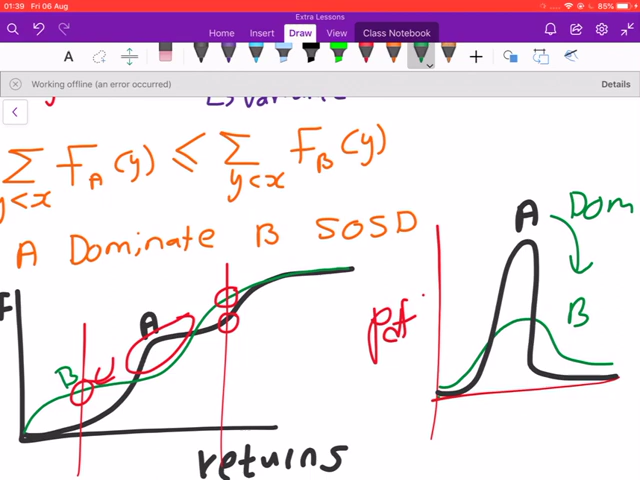 01:39 Fri 06 Aug
85%
Extra Lessons
Home Insert Draw View Class Notebook
A
Working offline (an error occurred)
Details
Σ F_A (y) ≤ Σ F_B (y)
y<x y<x
A Dominate B SOSD
F
A
B
returns
A
Dom
B
pdf